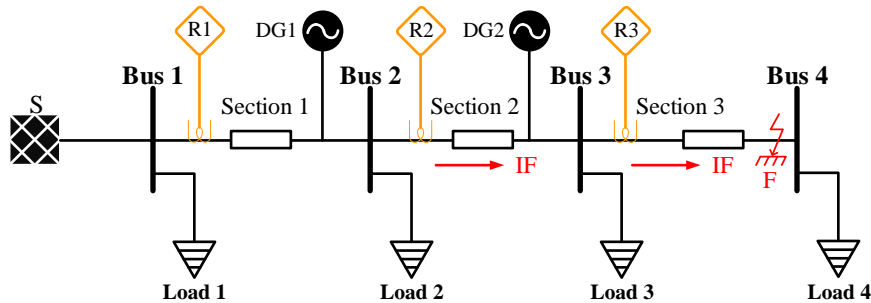 R1
DG1
R2
DG2
R3
Bus 1
Bus 2
Bus 3
Bus 4
S
Section 1
Section 2
Section 3
IF
IF
F
Load 1
Load 2
Load 3
Load 4